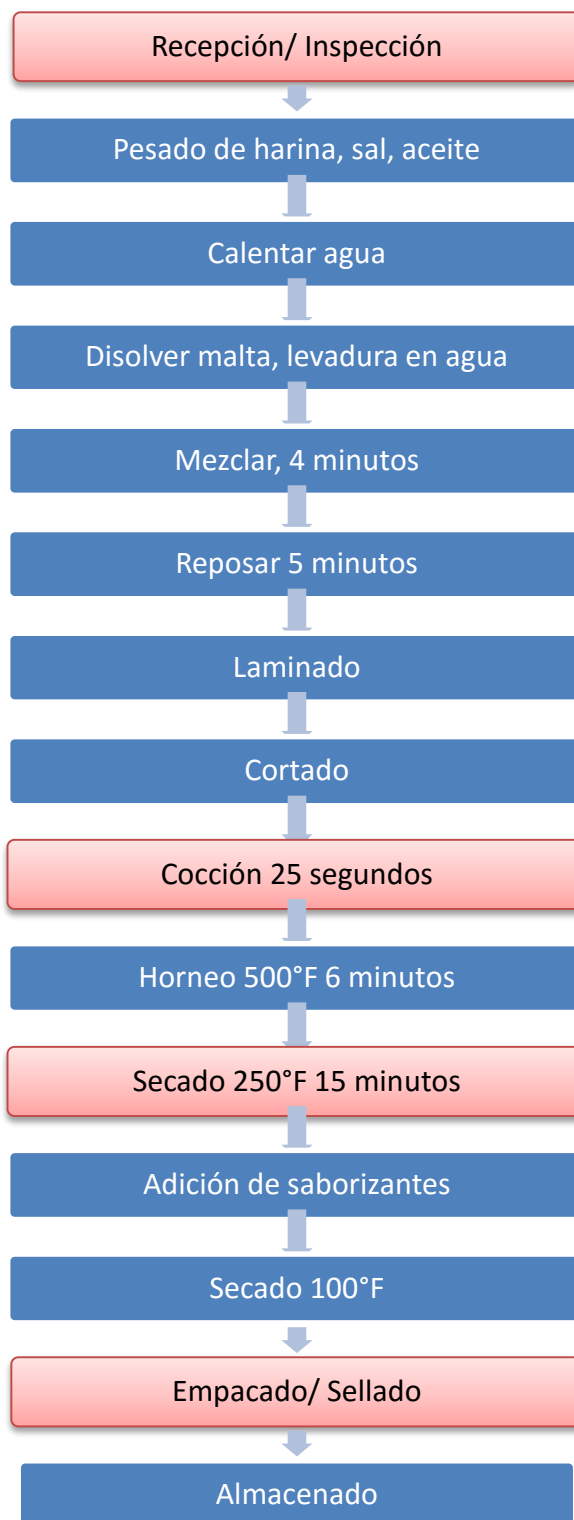 Recepción/ Inspección
Pesado de harina, sal, aceite
Calentar agua
Disolver malta, levadura en agua
Mezclar, 4 minutos
Reposar 5 minutos
Laminado
Cortado
Cocción 25 segundos
Horneo 500°F 6 minutos
Secado 250°F 15 minutos
Adición de saborizantes
Secado 100°F
Empacado/ Sellado
Almacenado